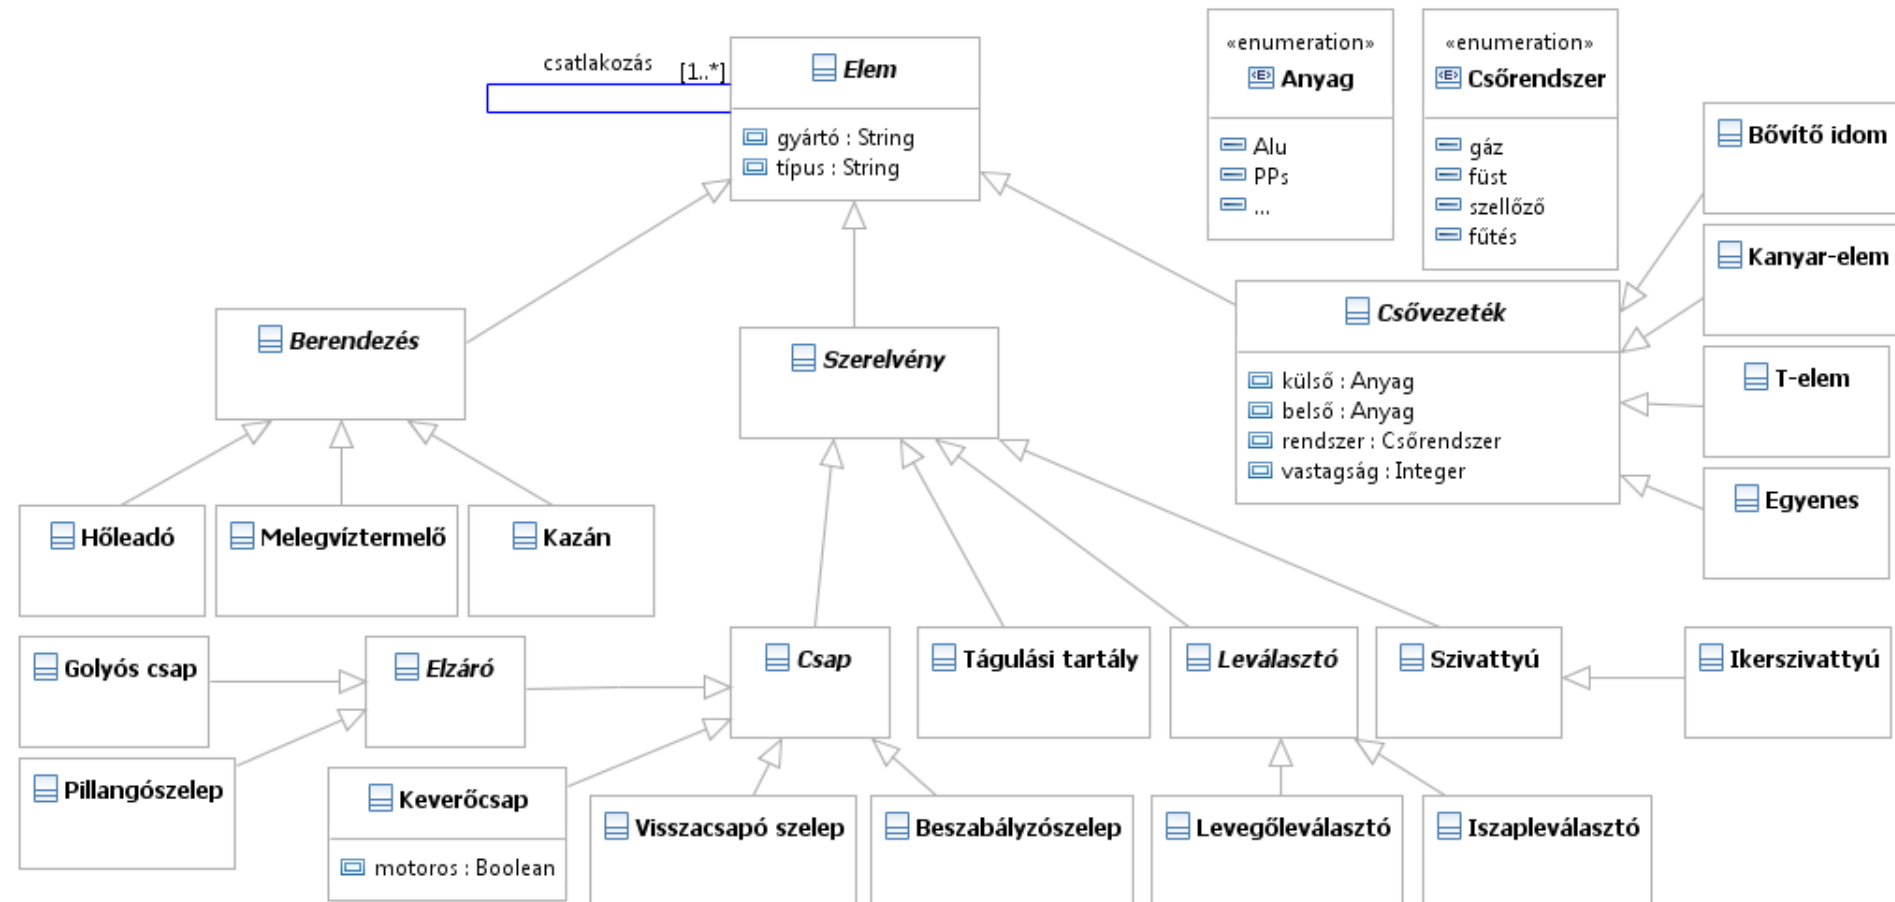 csatlakozás
[1..*]
Elem
gyártó : String
típus : String
«enumeration»
Anyag
Alu
PPs
...
«enumeration»
Csőrendszer
gáz
füst
szellőző
fűtés
Bővítő idom
Kanyar-elem
T-elem
Egyenes
Berendezés
Szerelvény
Csővezeték
külső : Anyag
belső : Anyag
rendszer : Csőrendszer
vastagság : Integer
Hőleadó
Melegvíztermelő
Kazán
Golyós csap
Elzáró
Csap
Tágulási tartály
Leválasztó
Szivattyú
Ikerszivattyú
Pillangószelep
Keverőcsap
motoros : Boolean
Visszacsapó szelep
Beszabályzószelep
Levegőleválasztó
Iszapleválasztó